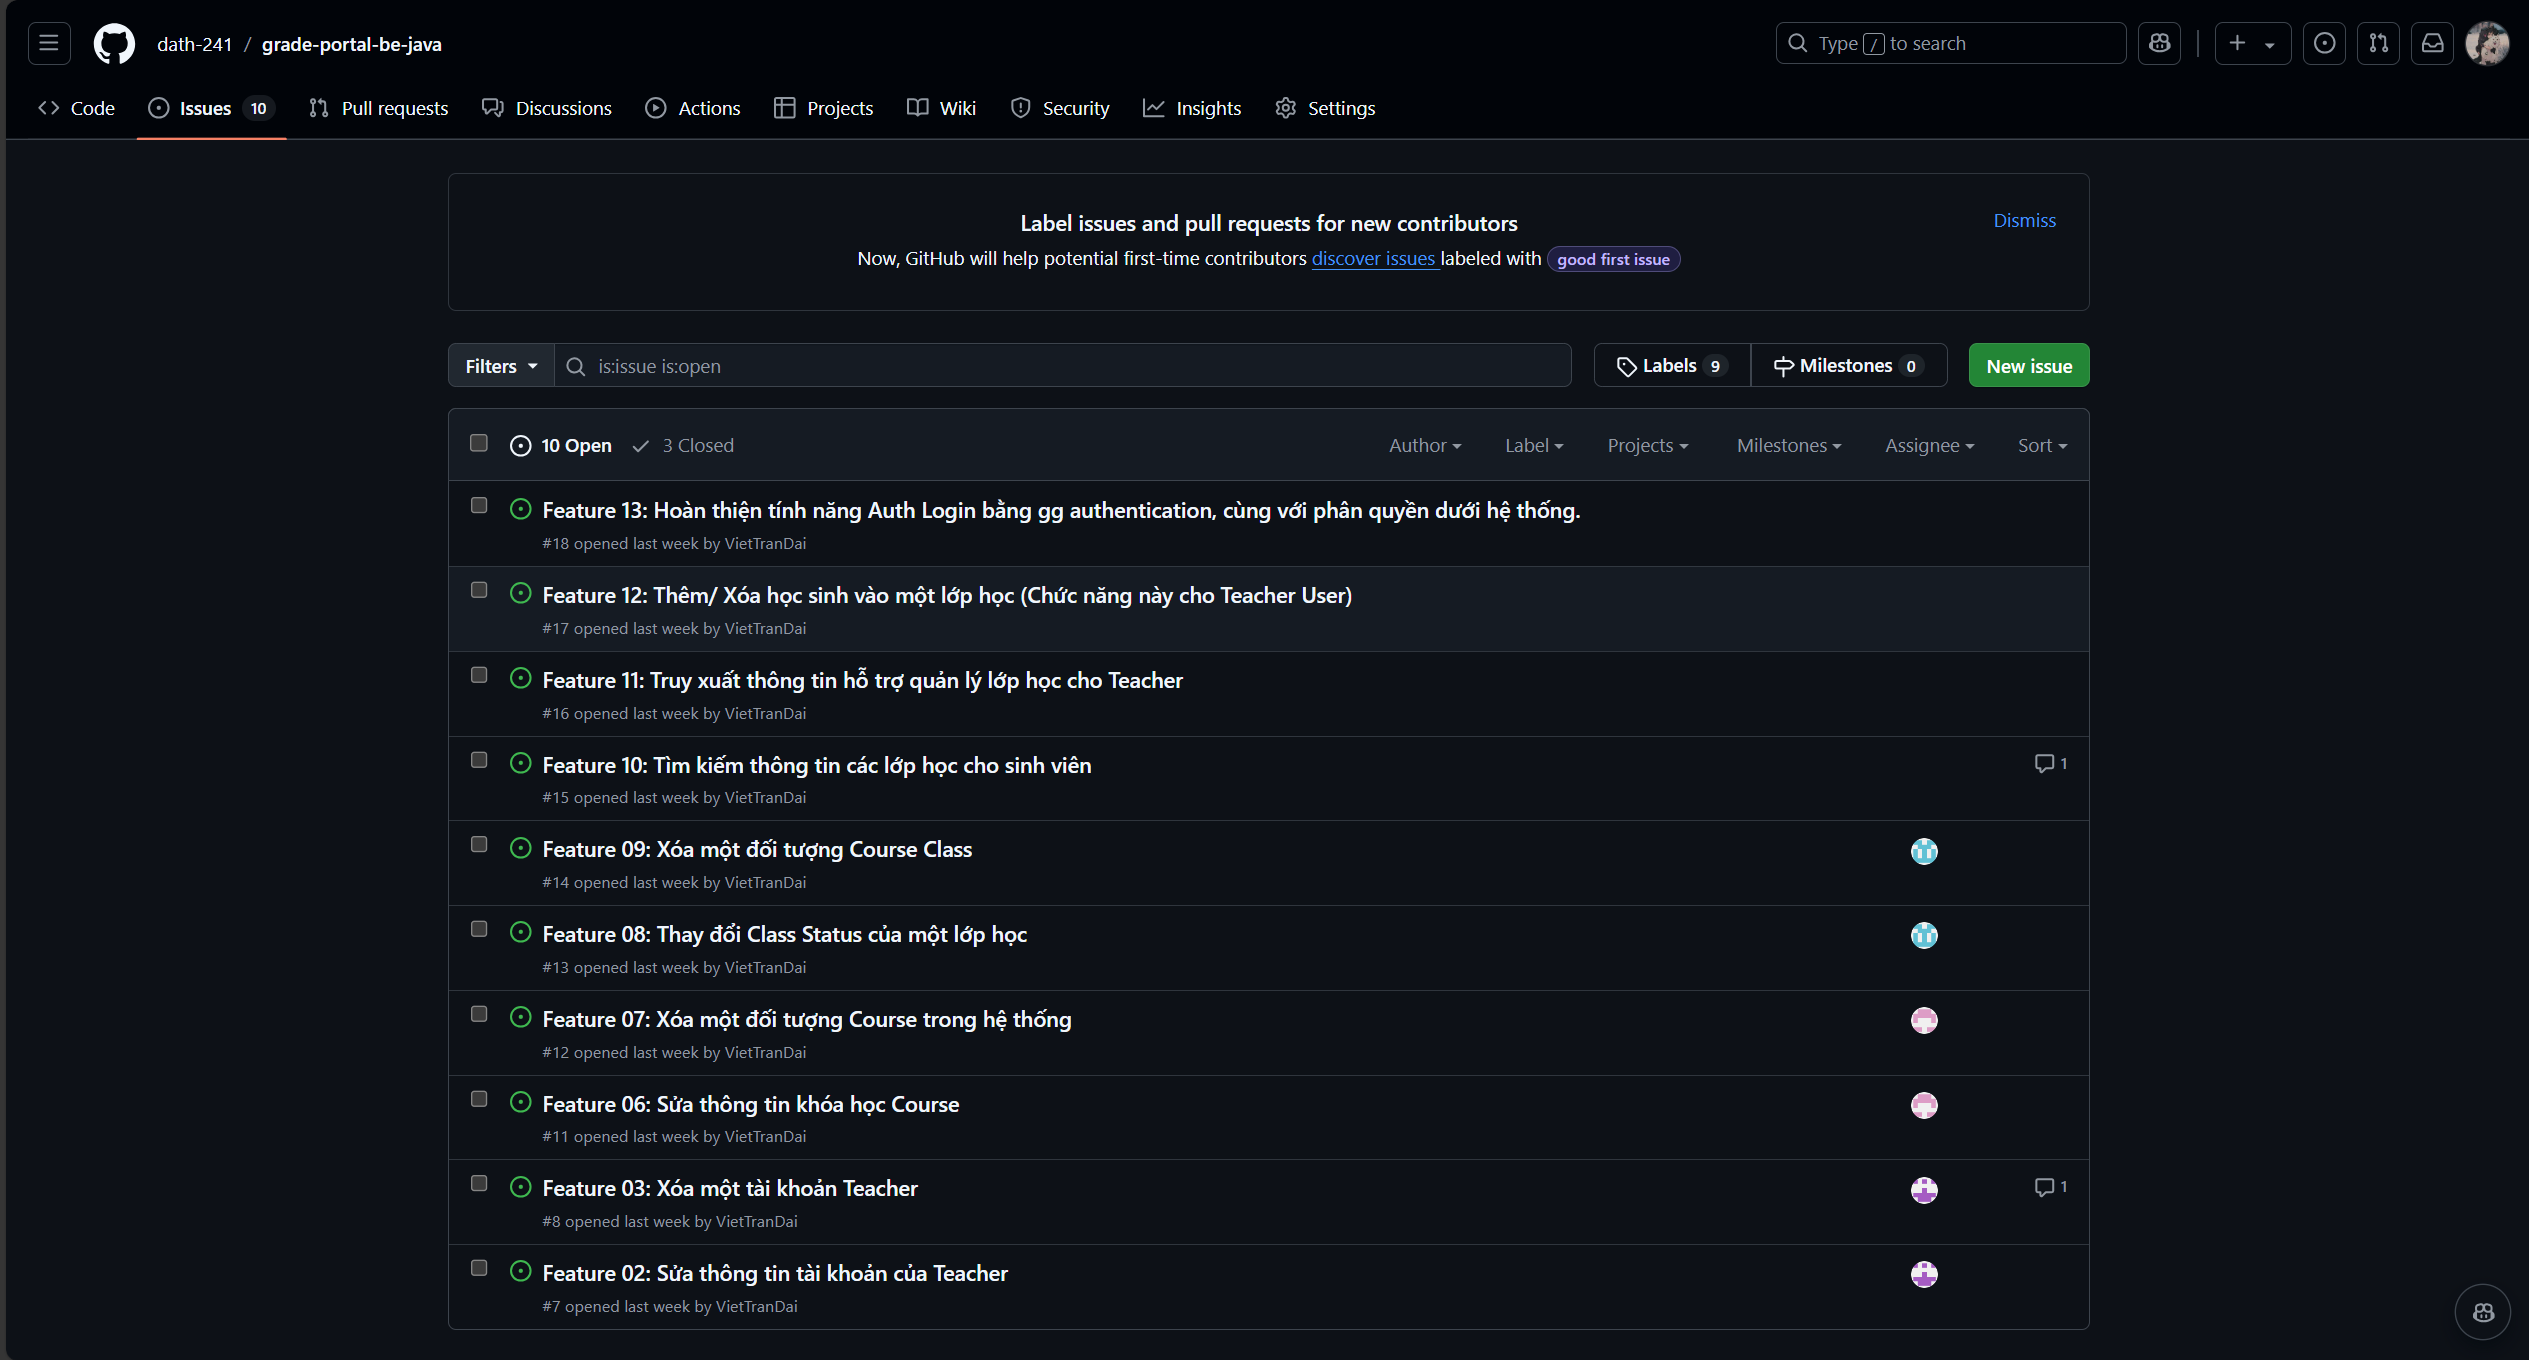 dath-241 / grade-portal-be-java
Type / to search
Code
Issues 10
Pull requests
Discussions
Actions
Projects
Wiki
Security
Insights
Settings
Label issues and pull requests for new contributors
Dismiss
Now, GitHub will help potential first-time contributors discover issues labeled with good first issue
Filters
is:issue is:open
Labels 9
Milestones 0
New issue
10 Open
3 Closed
Author
Label
Projects
Milestones
Assignee
Sort
Feature 13: Hoàn thiện tính năng Auth Login bằng gg authentication, cùng với phân quyền dưới hệ thống.
#18 opened last week by VietTranDai
Feature 12: Thêm/ Xóa học sinh vào một lớp học (Chức năng này cho Teacher User)
#17 opened last week by VietTranDai
Feature 11: Truy xuất thông tin hỗ trợ quản lý lớp học cho Teacher
#16 opened last week by VietTranDai
Feature 10: Tìm kiếm thông tin các lớp học cho sinh viên
1
#15 opened last week by VietTranDai
Feature 09: Xóa một đối tượng Course Class
#14 opened last week by VietTranDai
Feature 08: Thay đổi Class Status của một lớp học
#13 opened last week by VietTranDai
Feature 07: Xóa một đối tượng Course trong hệ thống
#12 opened last week by VietTranDai
Feature 06: Sửa thông tin khóa học Course
#11 opened last week by VietTranDai
Feature 03: Xóa một tài khoản Teacher
1
#8 opened last week by VietTranDai
Feature 02: Sửa thông tin tài khoản của Teacher
#7 opened last week by VietTranDai